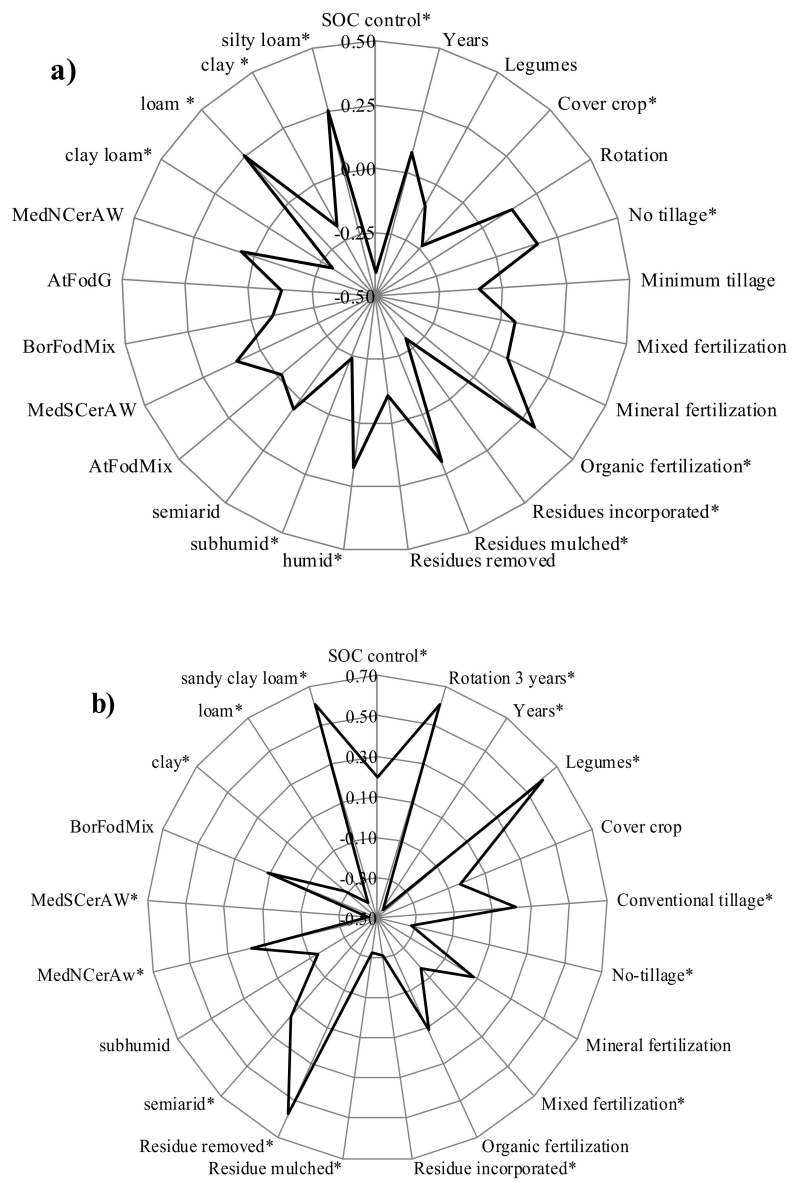 a)
SOC control*
Years
Legumes
Cover crop*
Rotation
No tillage*
Minimum tillage
Mixed fertilization
Mineral fertilization
Organic fertilization*
Residues incorporated*
Residues mulched*
Residues removed
humid*
subhumid*
semiarid
AtFodMix
MedSCerAW
BorFodMix
AtFodG
MedNCerAW
clay loam*
loam *
clay *
silty loam*
0.50
0.25
0.00
-0.25
-0.50
b)
SOC control*
Rotation 3 years*
Years*
Legumes*
Cover crop
Conventional tillage*
No-tillage*
Mineral fertilization
Mixed fertilization*
Organic fertilization
Residue incorporated*
Residue mulched*
Residue removed*
semiarid*
subhumid
MedNCerAw*
MedSCerAW*
BorFodMix
clay*
loam*
sandy clay loam*
0.70
0.50
0.30
0.10
-0.10
-0.30
-0.50